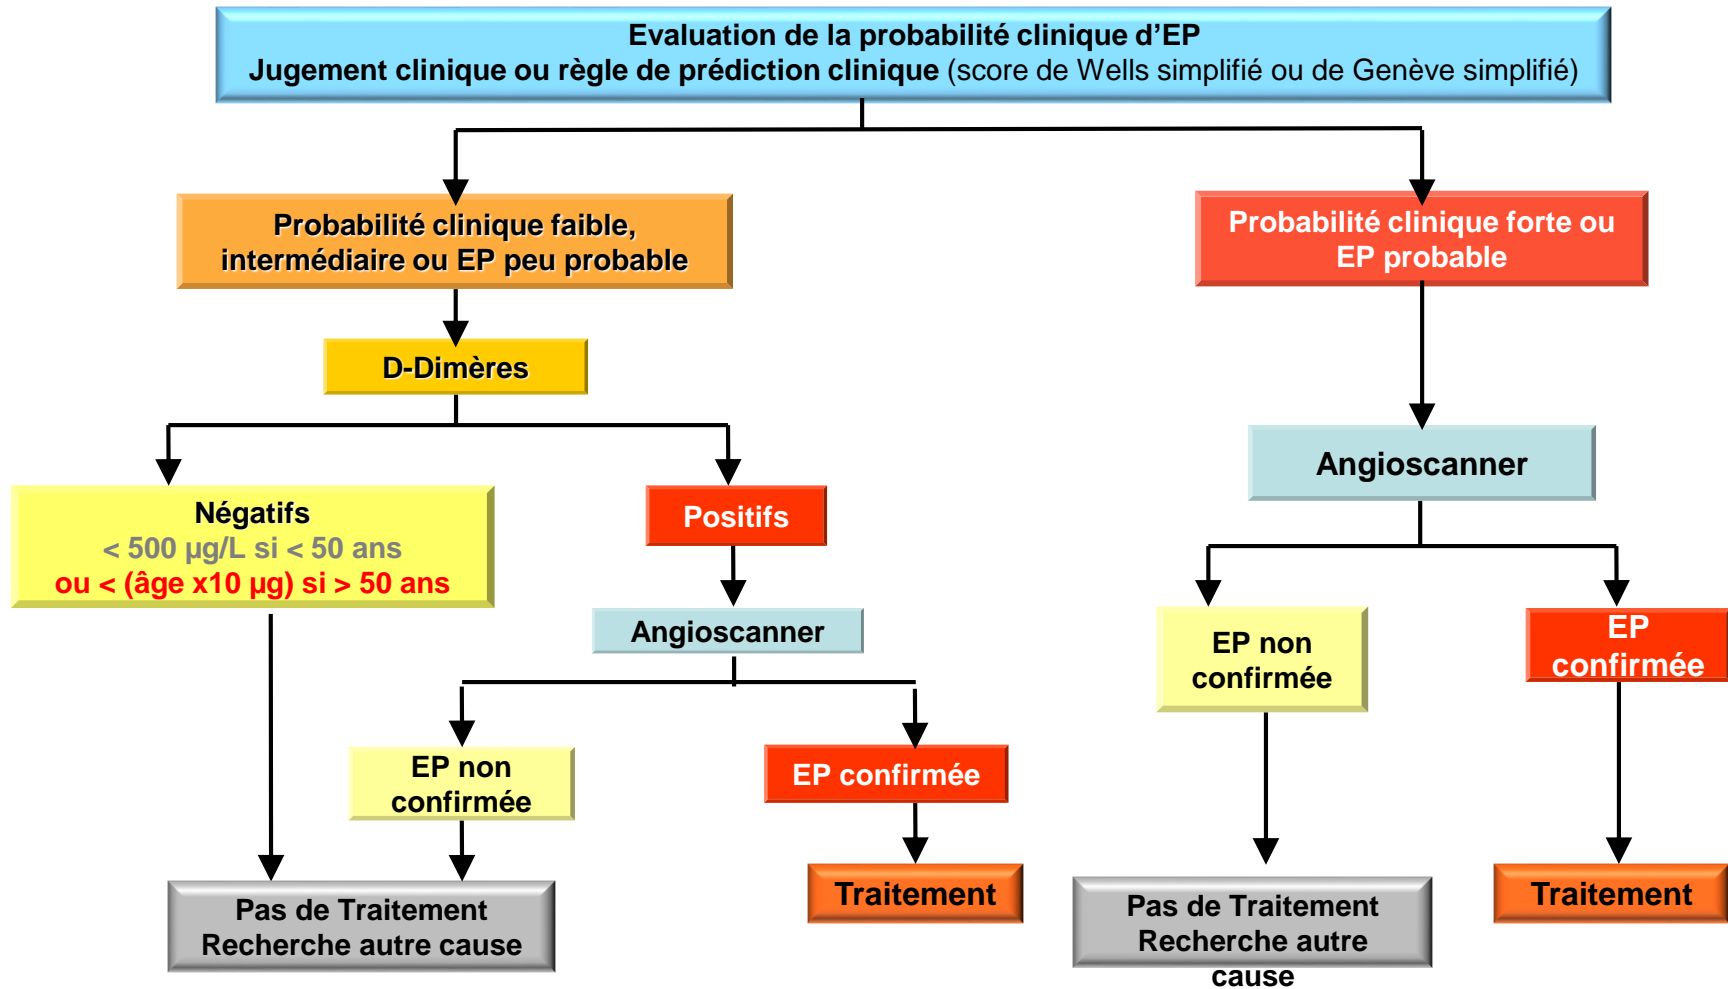 Evaluation de la probabilité clinique d’EP
Jugement clinique ou règle de prédiction clinique (score de Wells simplifié ou de Genève simplifié)
Probabilité clinique faible,
intermédiaire ou EP peu probable
Probabilité clinique forte ou
EP probable
D-Dimères
Angioscanner
Négatifs
< 500 µg/L si < 50 ans
ou < (âge x10 µg) si > 50 ans
Positifs
Angioscanner
EP non
confirmée
EP
confirmée
EP non
confirmée
EP confirmée
Pas de Traitement
Recherche autre cause
Traitement
Pas de Traitement
Recherche autre
cause
Traitement